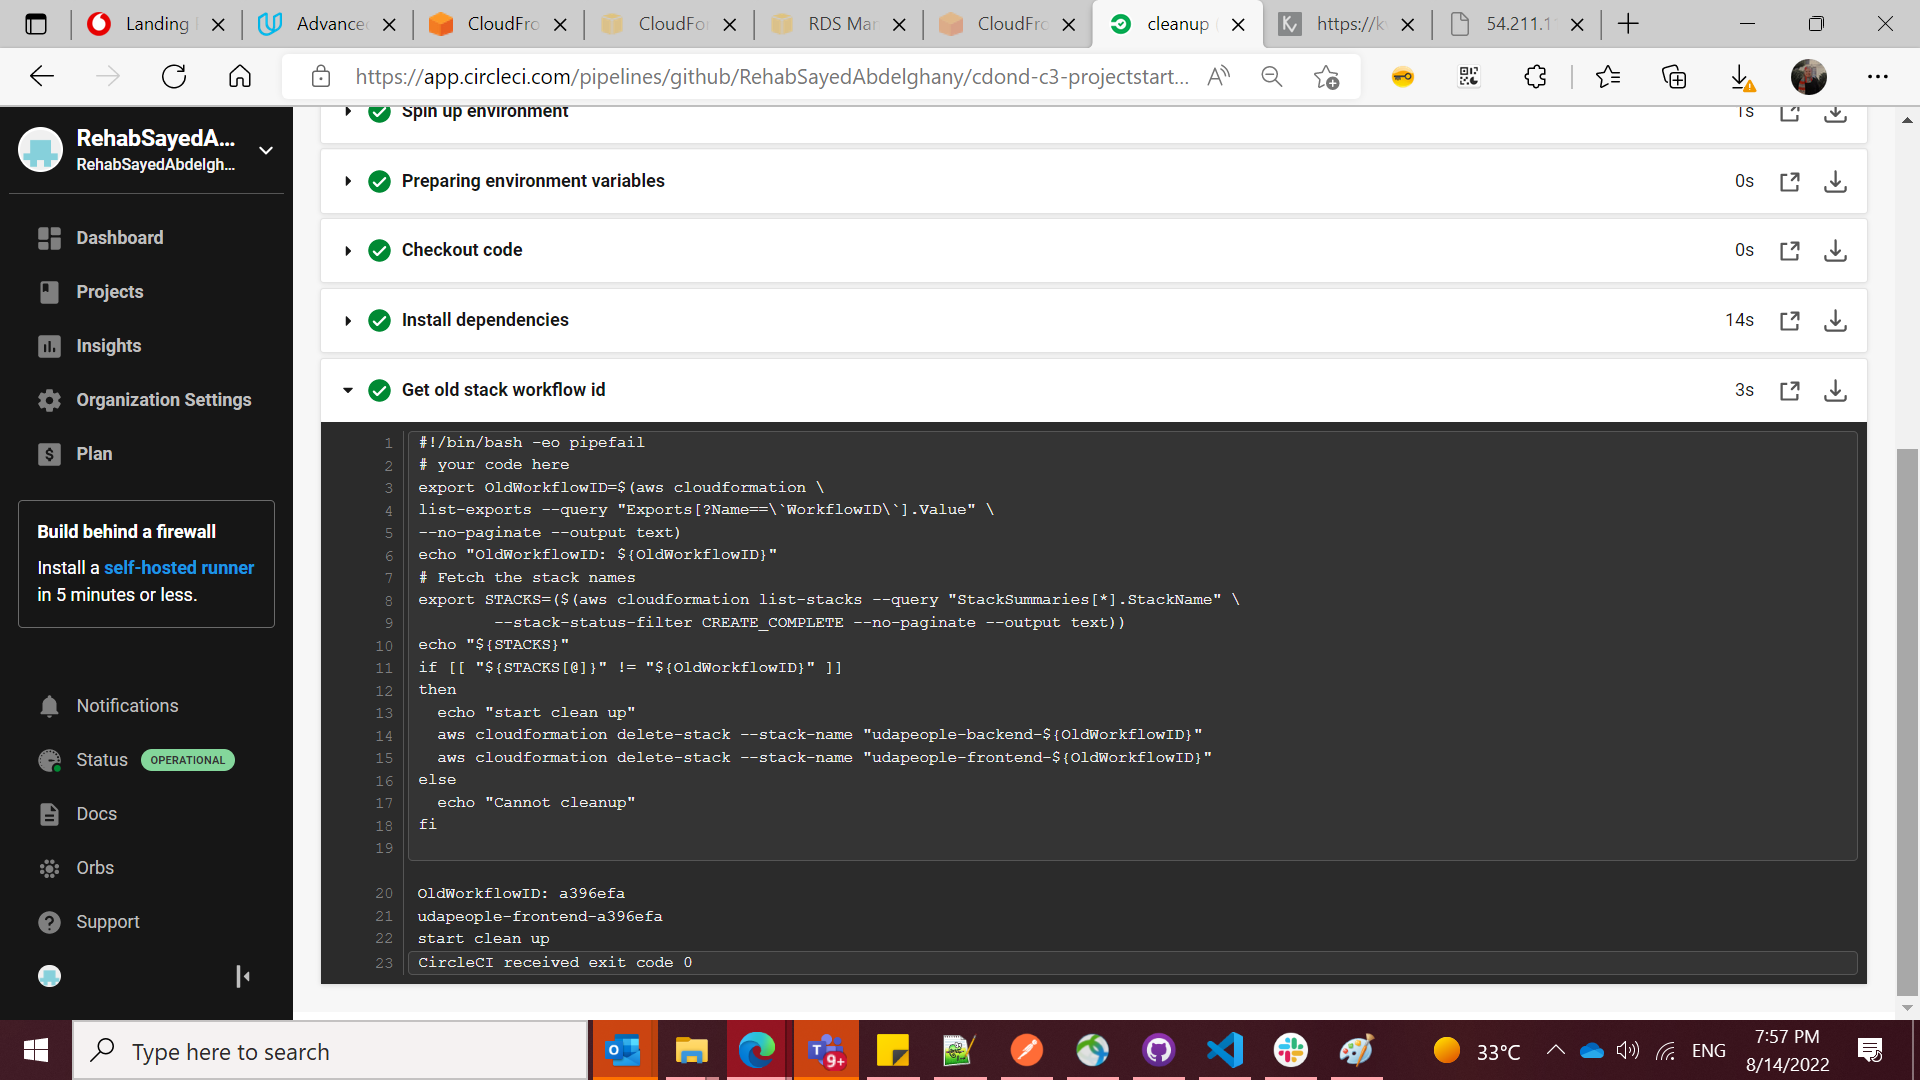 Landing
Advance
CloudFro
CloudFor
RDS Mar
CloudFro
cleanup
https://k
54.211.1
https://app.circleci.com/pipelines/github/RehabSayedAbdelghany/cdond-c3-projectstart...
RehabSayedA...
RehabSayedAbdelgh...
Dashboard
Projects
Insights
Organization Settings
Plan
Build behind a firewall
Install a self-hosted runner
in 5 minutes or less.
Notifications
Status OPERATIONAL
Docs
Orbs
Support
Spin up environment 1s
Preparing environment variables 0s
Checkout code 0s
Install dependencies 14s
Get old stack workflow id 3s
1 #!/bin/bash -eo pipefail
2 # your code here
3 export OldWorkflowID=$(aws cloudformation \
4 list-exports --query "Exports[?Name==\`WorkflowID\`].Value" \
5 --no-paginate --output text)
6 echo "OldWorkflowID: ${OldWorkflowID}"
7 # Fetch the stack names
8 export STACKS=($(aws cloudformation list-stacks --query "StackSummaries[*].StackName" \
9 --stack-status-filter CREATE_COMPLETE --no-paginate --output text))
10 echo "${STACKS}"
11 if [[ "${STACKS[@]}" != "${OldWorkflowID}" ]]
12 then
13 echo "start clean up"
14 aws cloudformation delete-stack --stack-name "udapeople-backend-${OldWorkflowID}"
15 aws cloudformation delete-stack --stack-name "udapeople-frontend-${OldWorkflowID}"
16 else
17 echo "Cannot cleanup"
18 fi
19
20 OldWorkflowID: a396efa
21 udapeople-frontend-a396efa
22 start clean up
23 CircleCI received exit code 0
Type here to search
9+
33°C
ENG
7:57 PM
8/14/2022